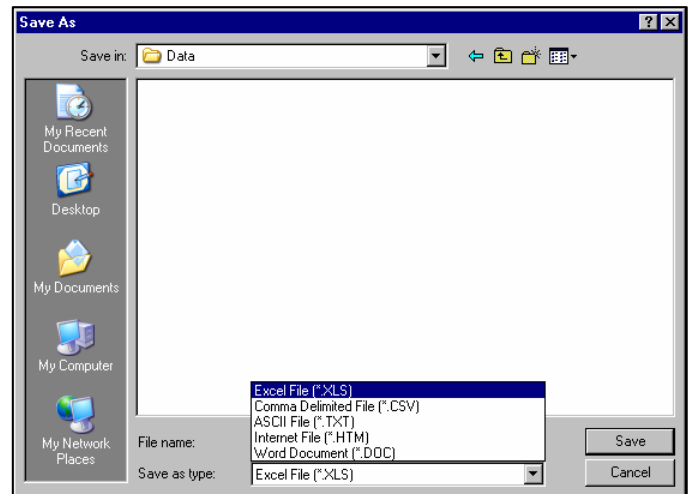 Save As
Save in:
Data
My Recent
Documents
Desktop
My Documents
My Computer
My Network
Places
Excel File (*.XLS)
Comma Delimited File (*.CSV)
ASCII File (*.TXT)
Internet File (*.HTM)
Word Document (*.DOC)
File name:
Save
Save as type:
Excel File (*.XLS)
Cancel